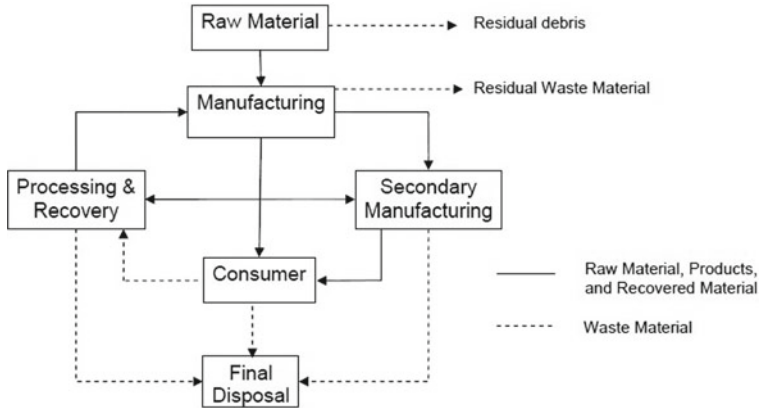 Raw Material
Residual debris
Manufacturing
Residual Waste Material
Processing &
Recovery
Secondary
Manufacturing
Consumer
Raw Material, Products,
and Recovered Material
Waste Material
Final
Disposal